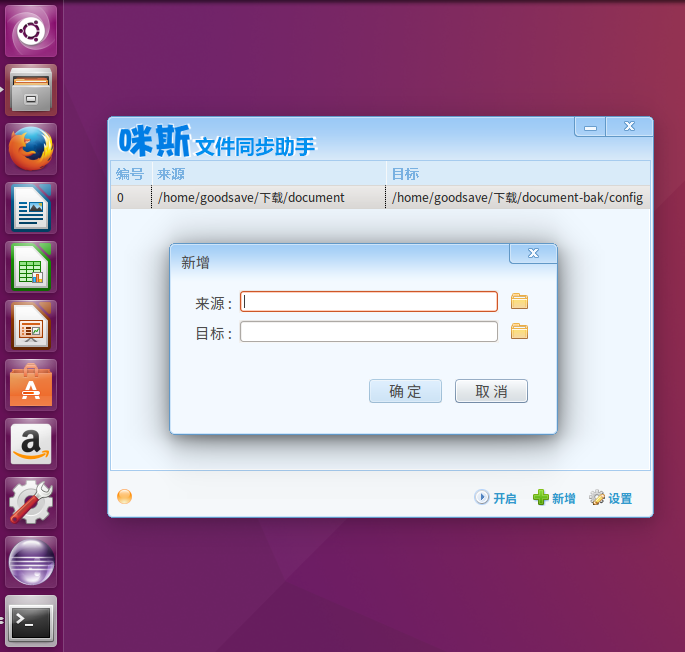 咪斯 文件同步助手
编号 来源 目标
0 /home/goodsave/下载/document /home/goodsave/下载/document-bak/config
新增
来源：
目标：
确定 取消
开启 新增 设置